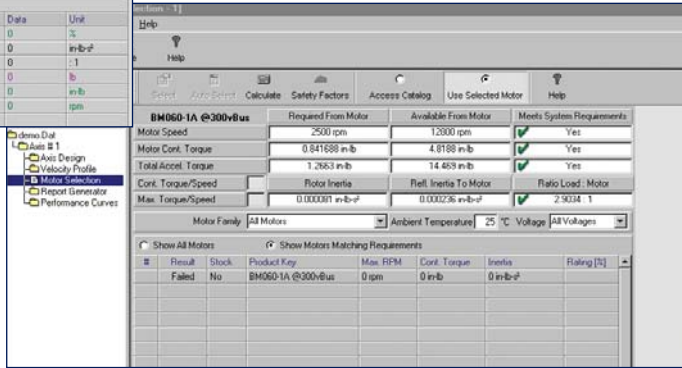 ection - 1]
Data Unit
0 %
0 in-lb-s²
0 :1
0 lb
0 in-lb
0 rpm
Help
Help
Select Auto Select Calculate Safety Factors Access Catalog Use Selected Motor Help
demo.Dat
Axis # 1
Axis Design
Velocity Profile
Motor Selection
Report Generator
Performance Curves
BM060-1A @300vBus Required From Motor Available From Motor Meets System Requirements
Motor Speed 2500 rpm 12000 rpm Yes
Motor Cont. Torque 0.841688 in-lb 4.8188 in-lb Yes
Total Accel. Torque 1.2663 in-lb 14.469 in-lb Yes
Cont. Torque/Speed Rotor Inertia Refl. Inertia To Motor Ratio Load : Motor
Max. Torque/Speed 0.000081 in-lb-s² 0.000236 in-lb-s² 2.9034 : 1
Motor Family All Motors Ambient Temperature 25 °C Voltage All Voltages
Show All Motors Show Motors Matching Requirements
# Result Stock Product Key Max. RPM Cont. Torque Inertia Rating [%]
Failed No BM060-1A @300vBus 0 rpm 0 in-lb 0 in-lb-s²